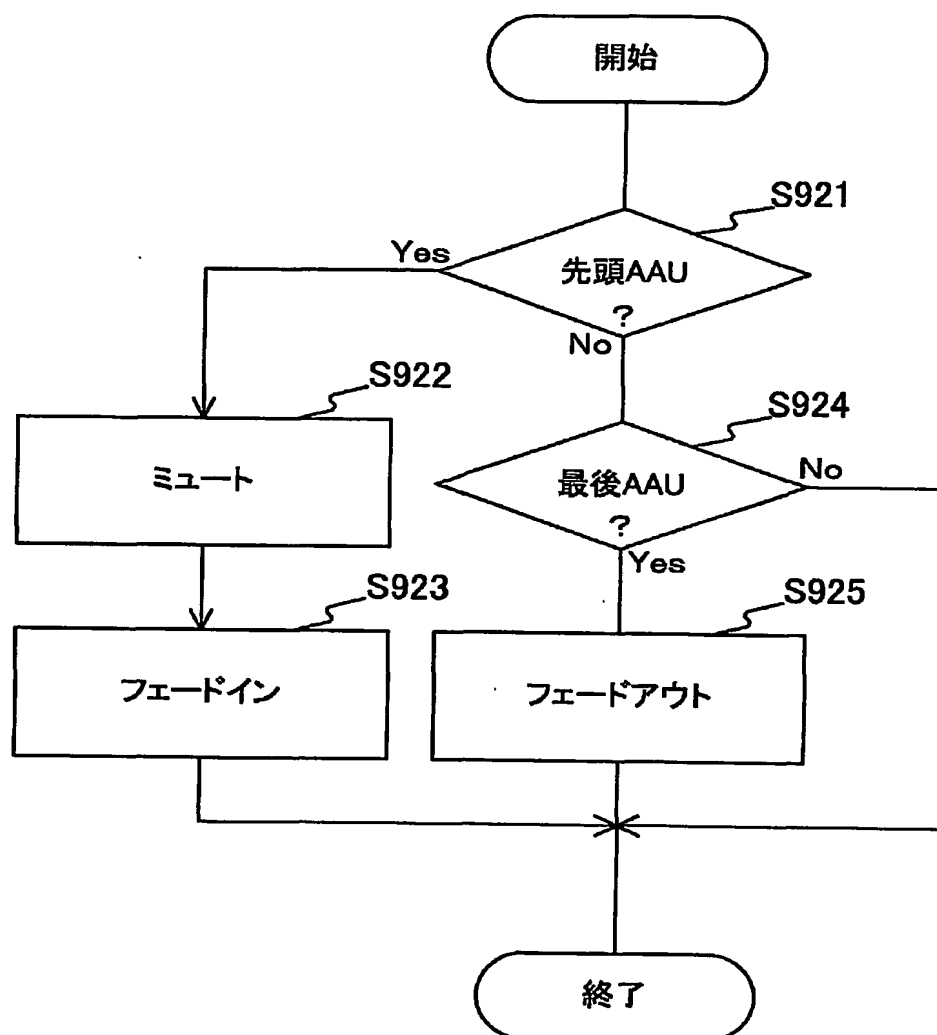 開始
S921
Yes
先頭AAU
?
No
S922
ミュート
S924
No
最後AAU
?
Yes
S923
フェードイン
S925
フェードアウト
終了